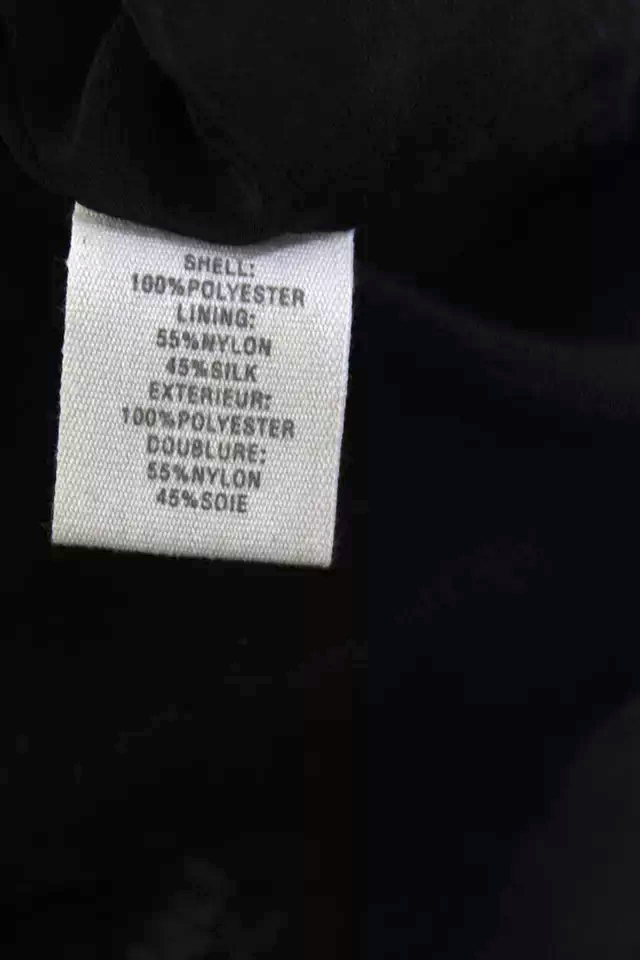 SHELL:
100%POLYESTER
LINING:
55%NYLON
45%SILK
EXTERIEUR:
100%POLYESTER
DOUBLURE:
55%NYLON
45%SOIE